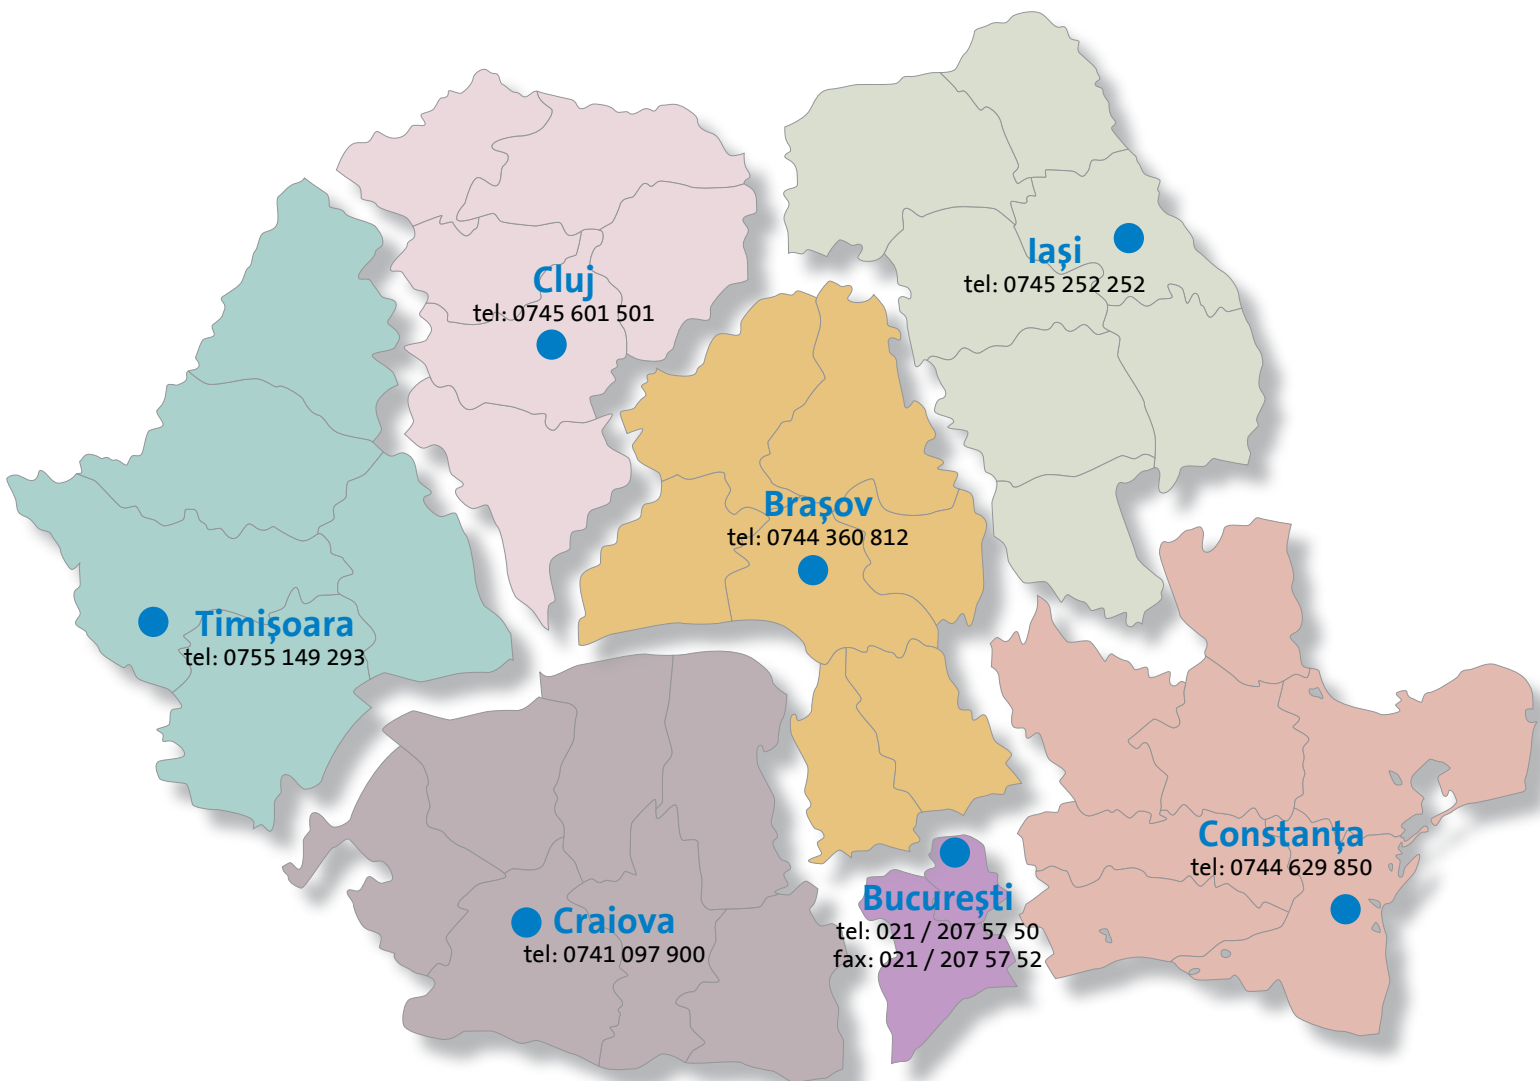 Iași
tel: 0745 252 252
Cluj
tel: 0745 601 501
Brașov
tel: 0744 360 812
Timișoara
tel: 0755 149 293
Constanța
tel: 0744 629 850
București
tel: 021 / 207 57 50
fax: 021 / 207 57 52
Craiova
tel: 0741 097 900